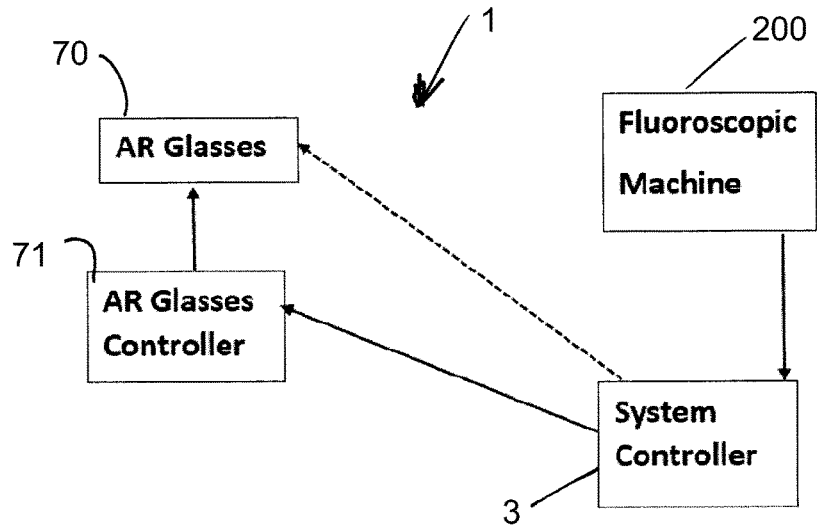 1
200
70
Fluoroscopic
Machine
AR Glasses
71
AR Glasses
Controller
System
Controller
3